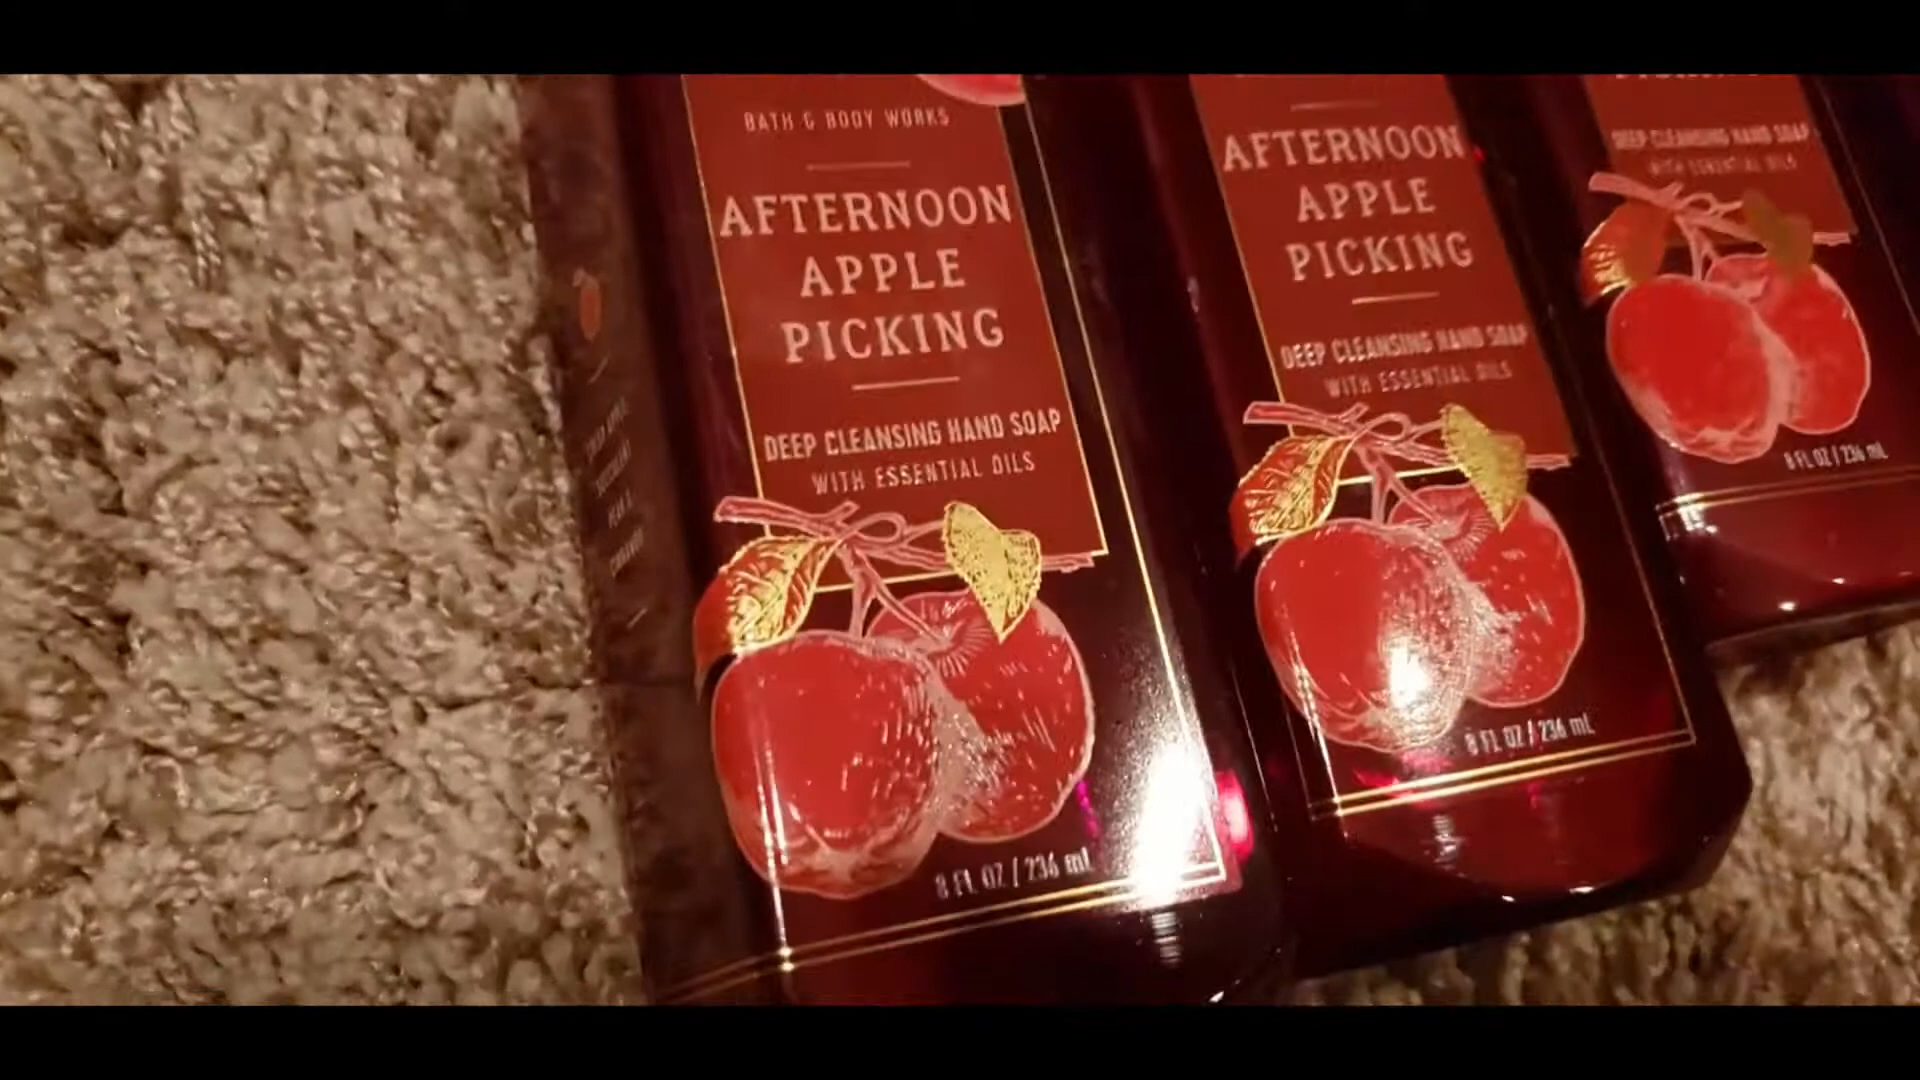 BATH & BODY WORKS
AFTERNOON
APPLE
PICKING
DEEP CLEANSING HAND SOAP
WITH ESSENTIAL OILS
8 FL OZ / 236 mL
AFTERNOON
APPLE
PICKING
DEEP CLEANSING HAND SOAP
WITH ESSENTIAL OILS
8 FL OZ / 236 mL
DEEP CLEANSING HAND SOAP
WITH ESSENTIAL OILS
8 FL OZ / 236 mL